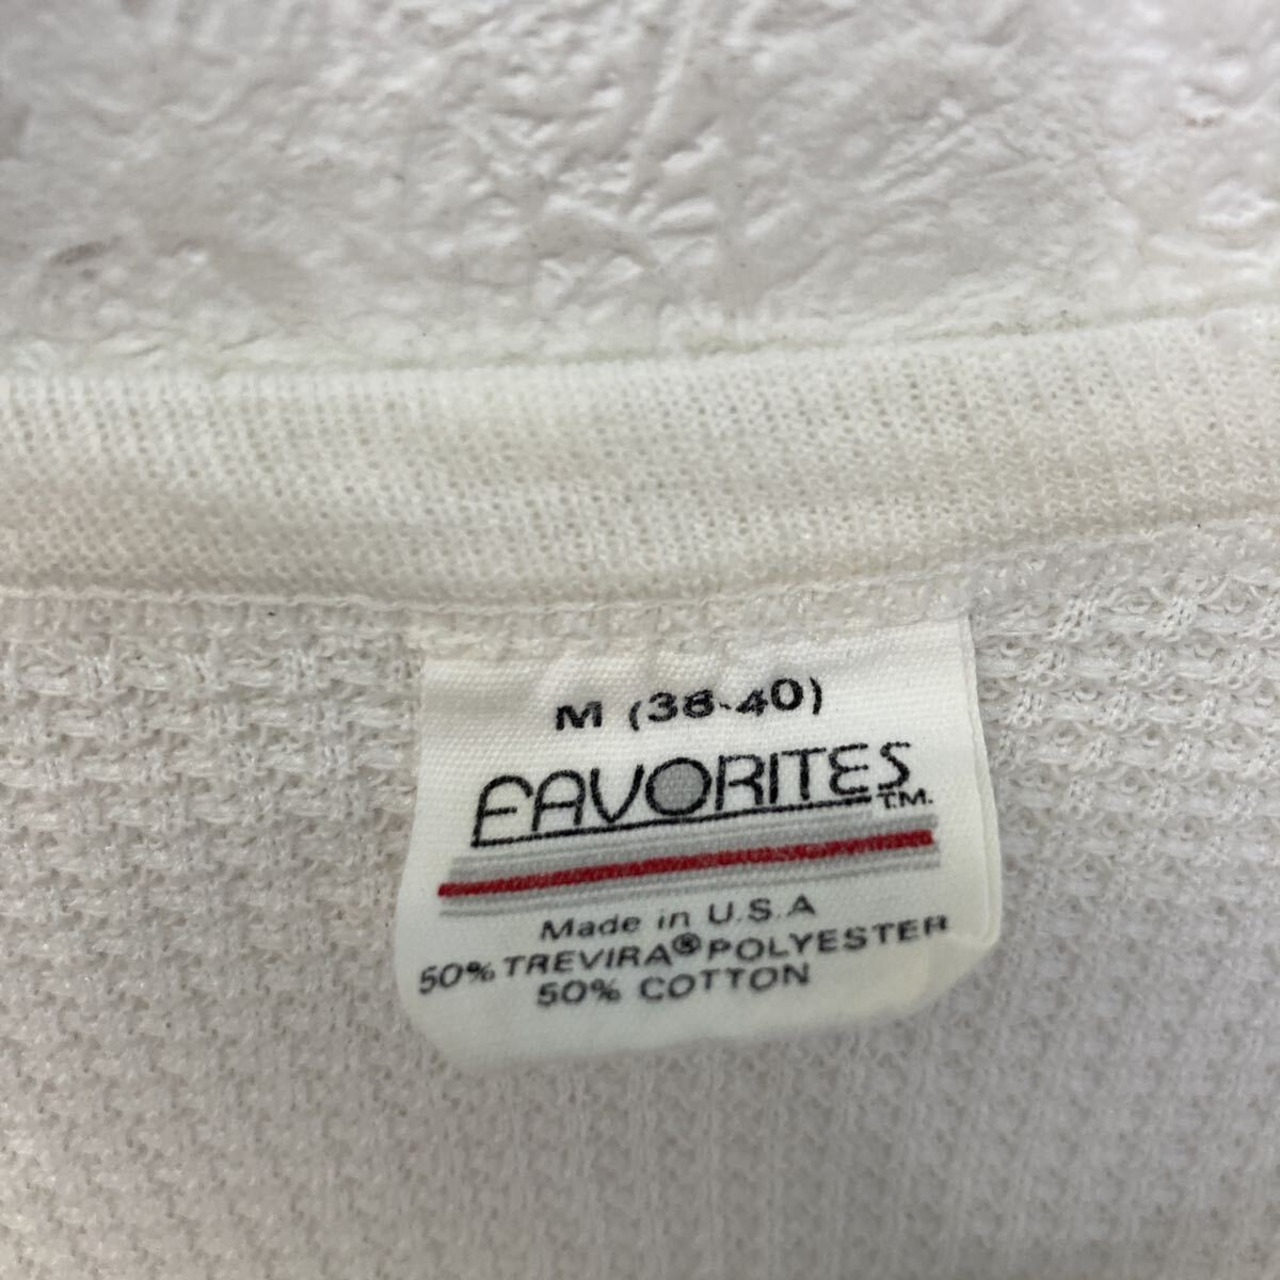 M (38-40)
FAVORITES T.M.
Made in U.S.A
50% TREVIRA® POLYESTER
50% COTTON